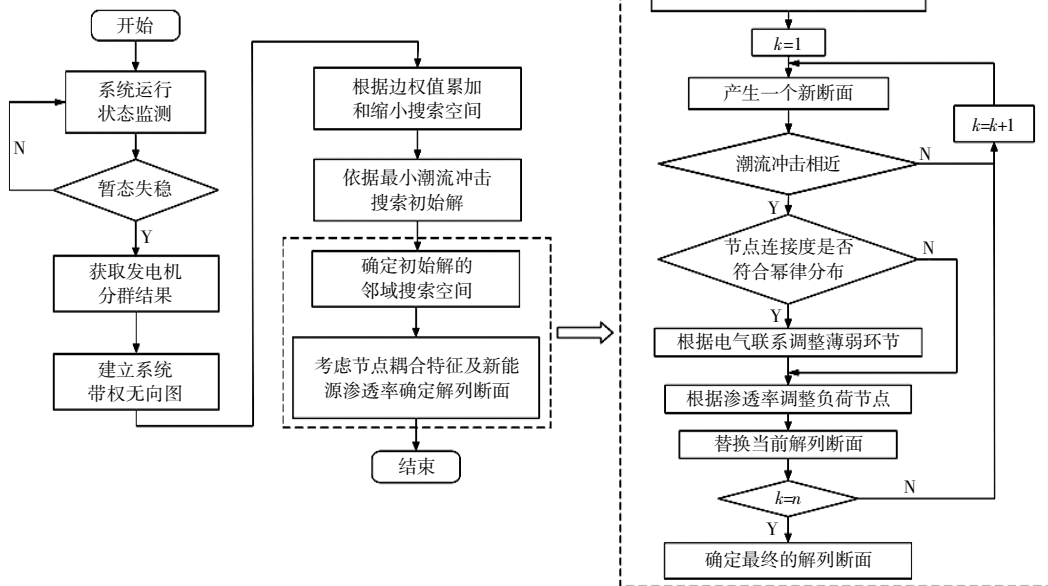 开始
系统运行
状态监测
N
暂态失稳
Y
获取发电机
分群结果
建立系统
带权无向图
根据边权值累加
和缩小搜索空间
依据最小潮流冲击
搜索初始解
确定初始解的
邻域搜索空间
考虑节点耦合特征及新能
源渗透率确定解列断面
结束
k=1
产生一个新断面
k=k+1
潮流冲击相近
N
Y
节点连接度是否
符合幂律分布
N
Y
根据电气联系调整薄弱环节
根据渗透率调整负荷节点
替换当前解列断面
k=n
N
Y
确定最终的解列断面